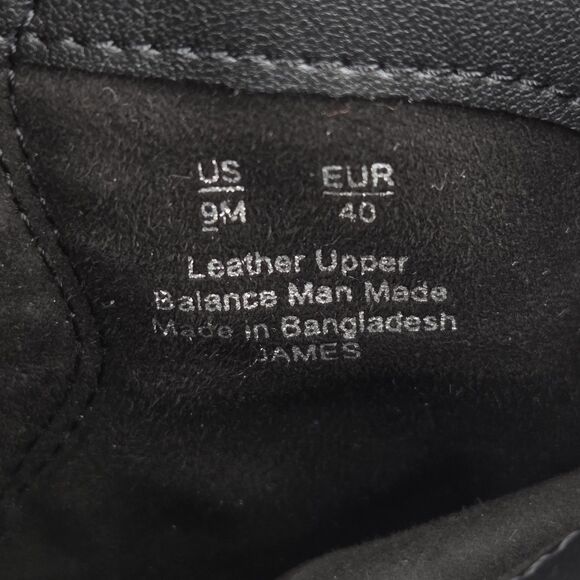 US EUR
9M 40
Leather Upper
Balance Man Made
Made in Bangladesh
JAMES